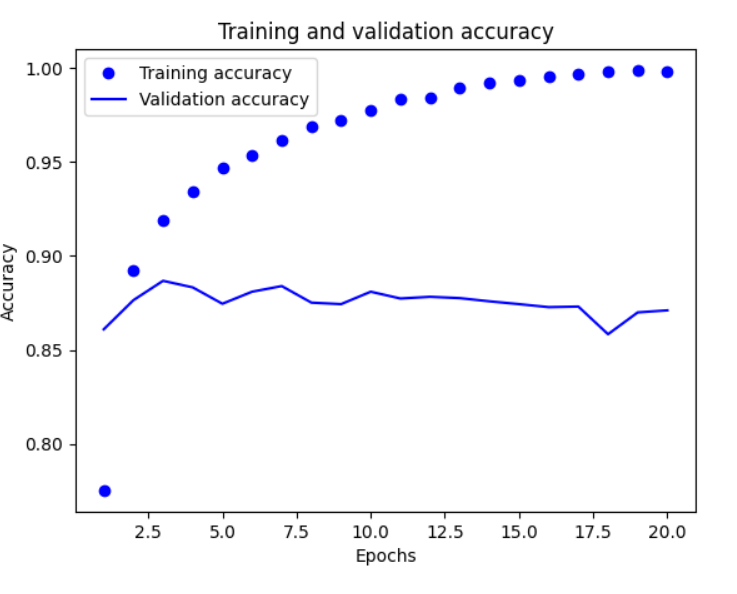 Training and validation accuracy
Training accuracy
Validation accuracy
1.00
0.95
0.90
0.85
0.80
Accuracy
2.5 5.0 7.5 10.0 12.5 15.0 17.5 20.0
Epochs